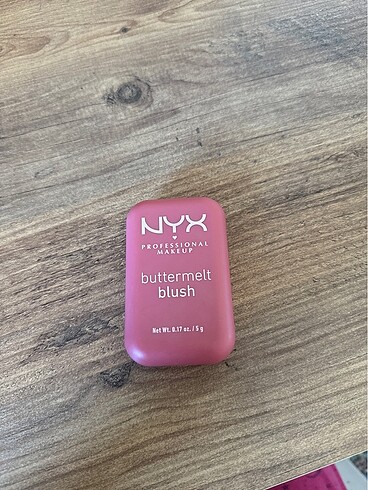 NYX
PROFESSIONAL
MAKEUP
buttermelt
blush
Net Wt. 0.17 oz. / 5 g